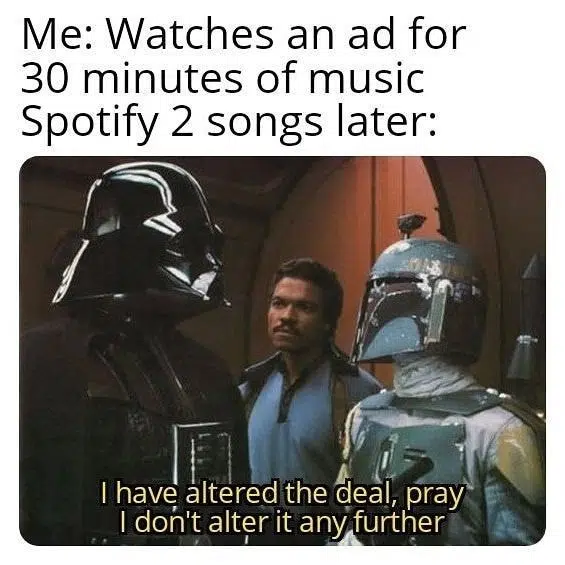 Me: Watches an ad for
30 minutes of music
Spotify 2 songs later:
I have altered the deal, pray
I don't alter it any further